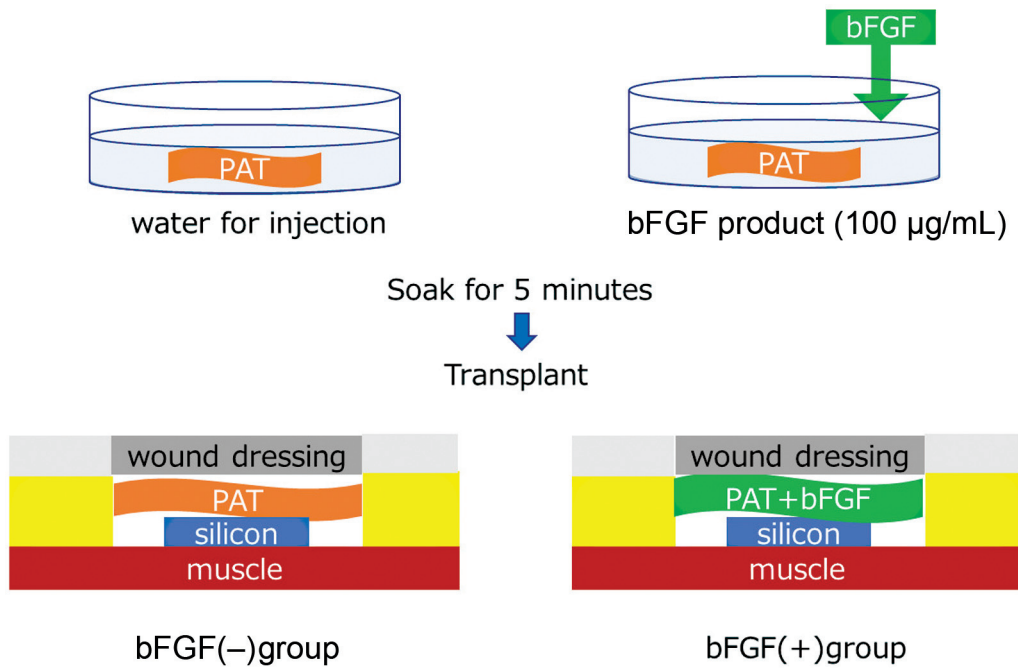 bFGF
PAT
PAT
water for injection
bFGF product (100 µg/mL)
Soak for 5 minutes
Transplant
wound dressing
PAT
silicon
muscle
bFGF(–)group
wound dressing
PAT+bFGF
silicon
muscle
bFGF(+)group